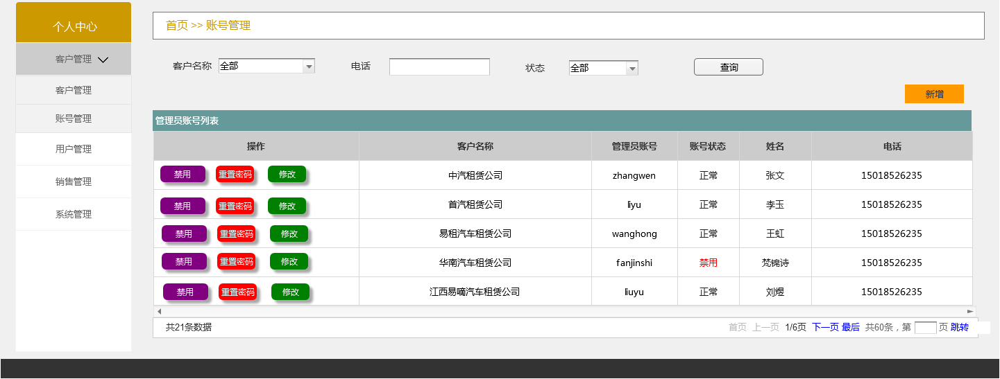 个人中心
客户管理
客户管理
账号管理
用户管理
销售管理
系统管理
首页 >> 账号管理
客户名称 全部 电话 状态 全部 查询
新增
管理员账号列表
操作 客户名称 管理员账号 账号状态 姓名 电话
禁用 重置密码 修改 中汽租赁公司 zhangwen 正常 张文 15018526235
禁用 重置密码 修改 首汽租赁公司 liyu 正常 李玉 15018526235
禁用 重置密码 修改 易租汽车租赁公司 wanghong 正常 王虹 15018526235
禁用 重置密码 修改 华南汽车租赁公司 fanjinshi 禁用 梵锦诗 15018526235
禁用 重置密码 修改 江西易嘀汽车租赁公司 liuyu 正常 刘煜 15018526235
共21条数据 首页 上一页 1/6页 下一页 最后 共60条，第 页 跳转